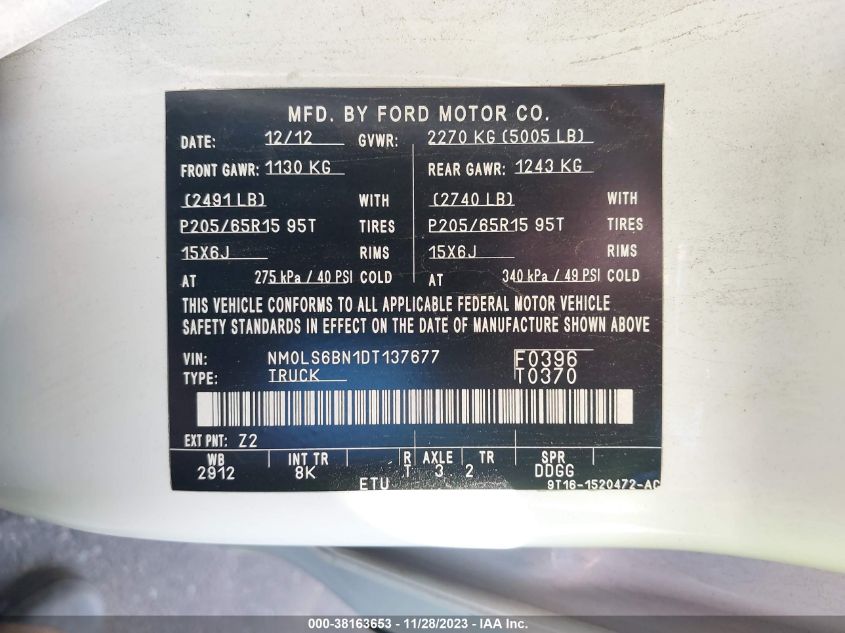 MFD. BY FORD MOTOR CO.
DATE: 12/12 GVWR: 2270 KG (5005 LB)
FRONT GAWR: 1130 KG REAR GAWR: 1243 KG
(2491 LB) WITH (2740 LB) WITH
P205/65R15 95T TIRES P205/65R15 95T TIRES
15X6J RIMS 15X6J RIMS
AT 275 kPa / 40 PSI COLD AT 340 kPa / 49 PSI COLD
THIS VEHICLE CONFORMS TO ALL APPLICABLE FEDERAL MOTOR VEHICLE
SAFETY STANDARDS IN EFFECT ON THE DATE OF MANUFACTURE SHOWN ABOVE
VIN: NM0LS6BN1DT137677 F0396
TYPE: TRUCK T0370
EXT PNT: Z2
WB INT TR R AXLE TR SPR
2912 8K T 3 2 DDGG
ETU 9T16-1520472-AC
000-38163653 — 11/28/2023 — IAA Inc.